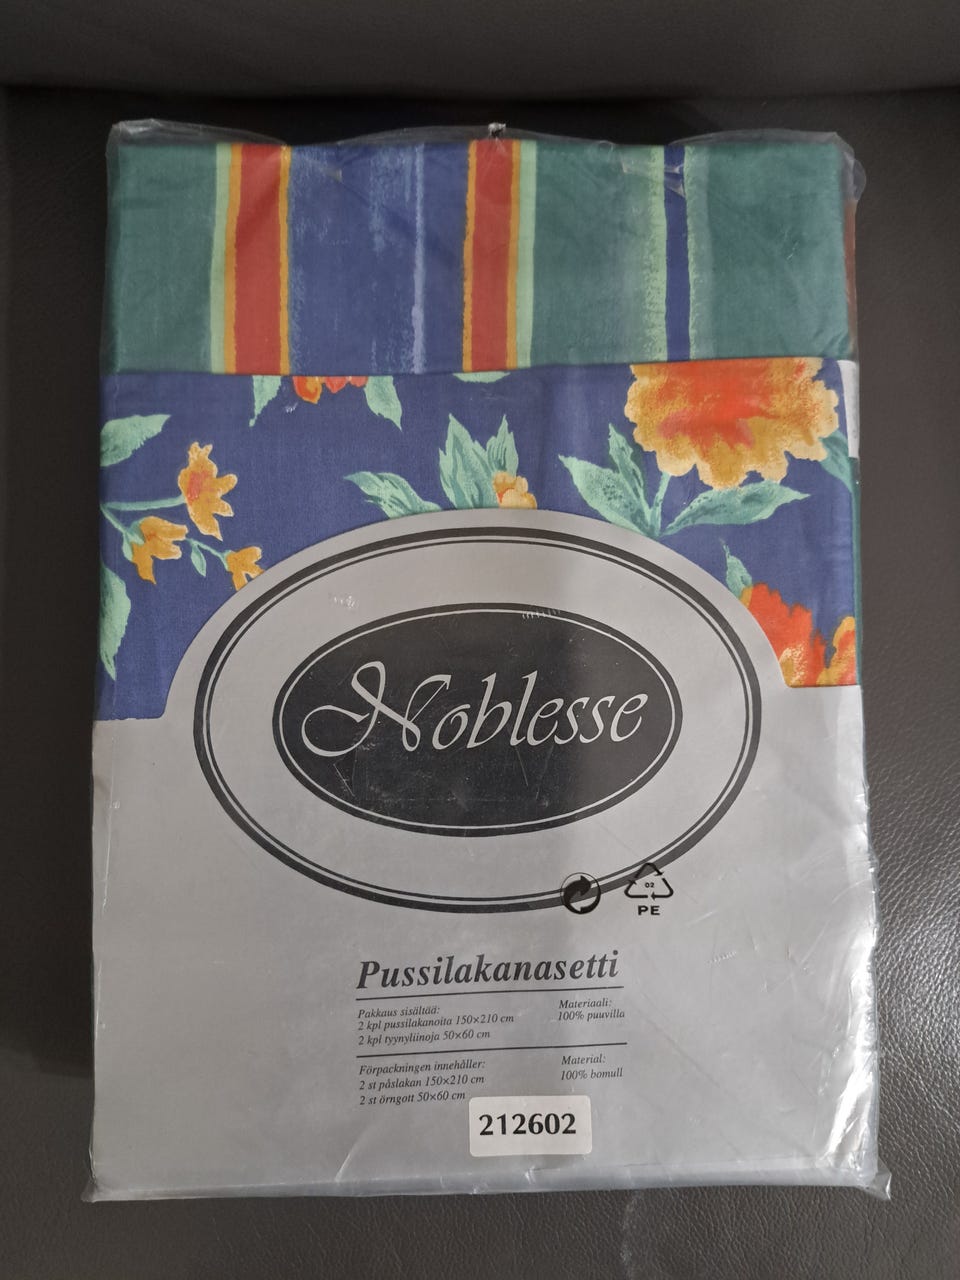 Noblesse
02
PE
Pussilakanasetti
Pakkaus sisältää:
2 kpl pussilakanoita 150×210 cm
2 kpl tyynyliinoja 50×60 cm
Materiaali:
100% puuvilla
Förpackningen innehåller:
2 st påslakan 150×210 cm
2 st örngott 50×60 cm
Material:
100% bomull
212602